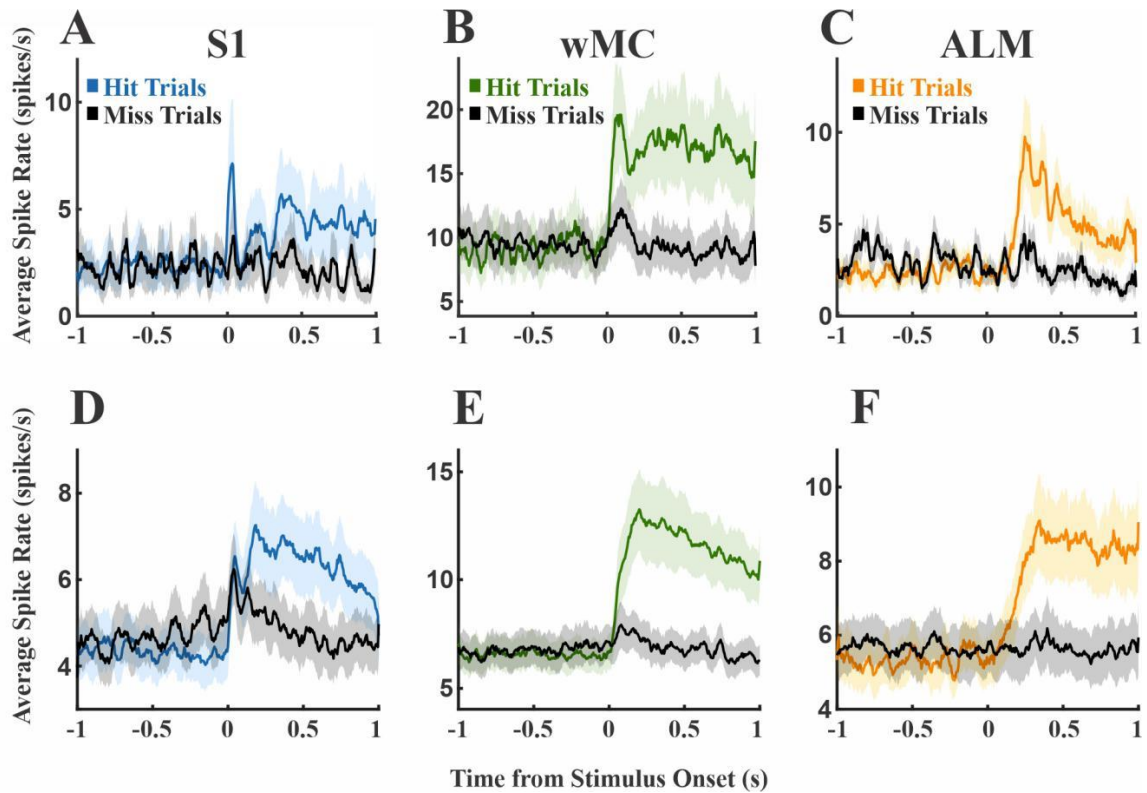 A S1
Average Spike Rate (spikes/s)
Hit Trials
Miss Trials
10
5
0
-1 -0.5 0 0.5 1
B wMC
Hit Trials
Miss Trials
20
15
10
5
-1 -0.5 0 0.5 1
C ALM
Hit Trials
Miss Trials
10
5
0
-1 -0.5 0 0.5 1
D
Average Spike Rate (spikes/s)
8
6
4
-1 -0.5 0 0.5 1
E
15
10
5
-1 -0.5 0 0.5 1
F
10
8
6
4
-1 -0.5 0 0.5 1
Time from Stimulus Onset (s)